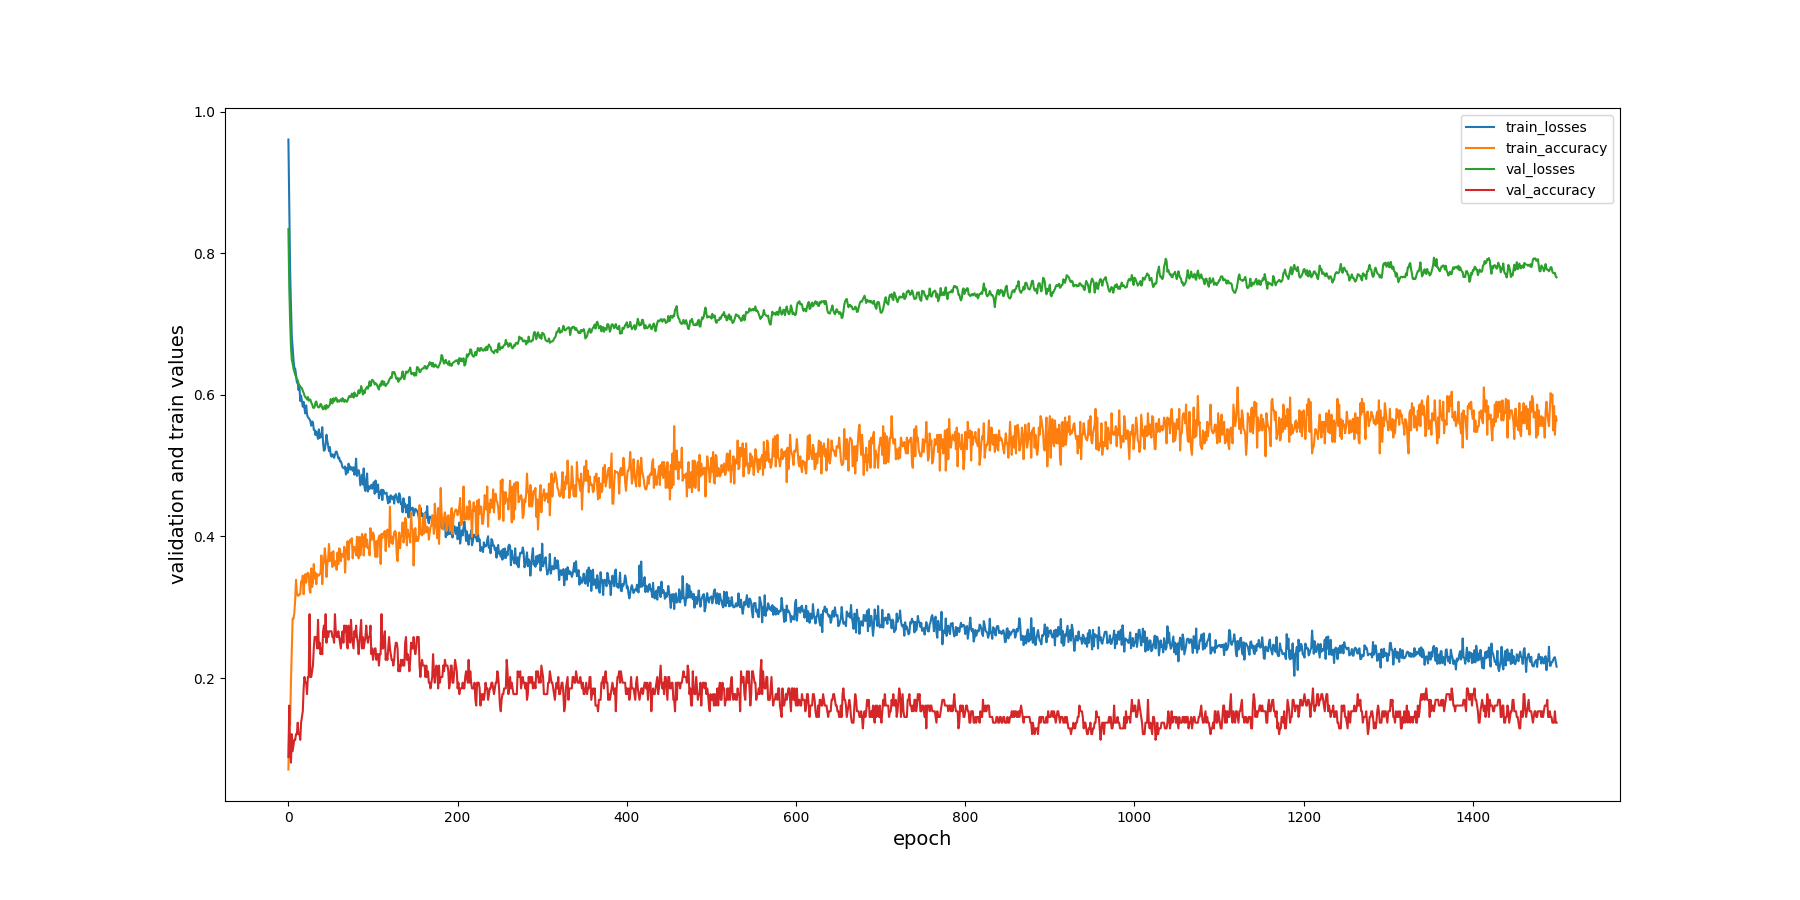 1.0
0.8
0.6
0.4
0.2
validation and train values
train_losses
train_accuracy
val_losses
val_accuracy
0 200 400 600 800 1000 1200 1400
epoch